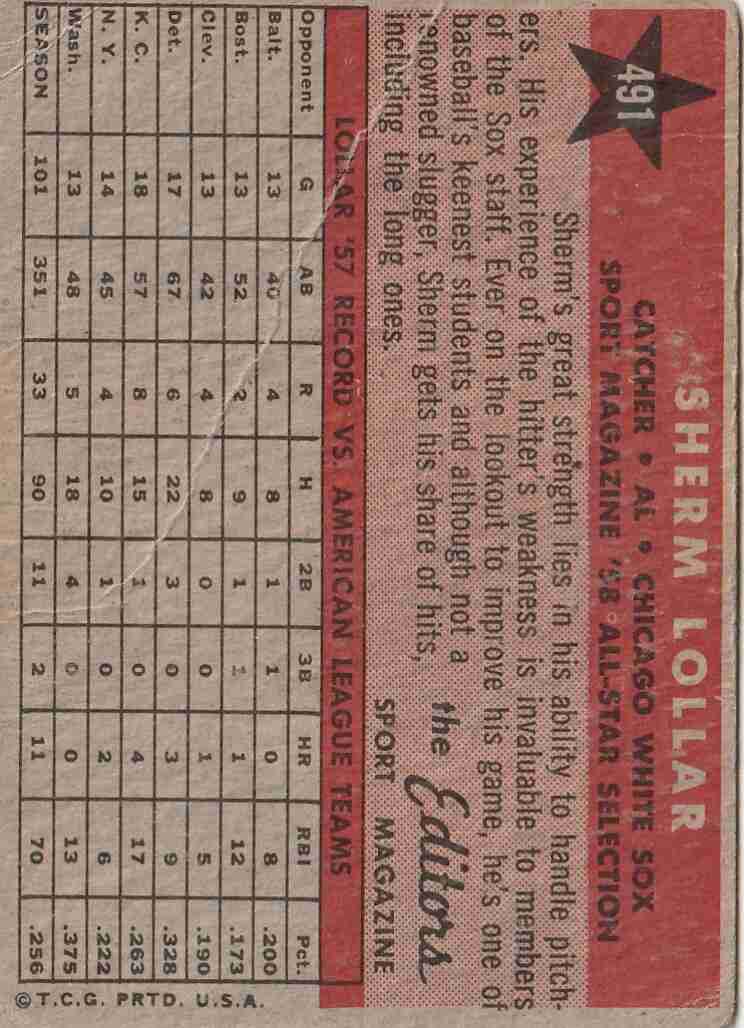 491
SHERM LOLLAR
CATCHER • AL • CHICAGO WHITE SOX
SPORT MAGAZINE '58 ALL-STAR SELECTION
Sherm's great strength lies in his ability to handle pitch-
ers. His experience of the hitter's weakness is invaluable to members
of the Sox staff. Ever on the lookout to improve his game, he's one of
baseball's keenest students and although not a
renowned slugger, Sherm gets his share of hits,
including the long ones.
the Editors
SPORT MAGAZINE
LOLLAR '57 RECORD VS. AMERICAN LEAGUE TEAMS
Opponent G AB R H 2B 3B HR RBI Pct.
Balt. 13 40 4 8 1 1 0 8 .200
Bost. 13 52 2 9 1 1 1 12 .173
Clev. 13 42 4 8 0 0 1 5 .190
Det. 17 67 6 22 3 0 3 9 .328
K. C. 18 57 8 15 1 0 4 17 .263
N. Y. 14 45 4 10 1 0 2 6 .222
Wash. 13 48 5 18 4 0 0 13 .375
SEASON 101 351 33 90 11 2 11 70 .256
© T.C.G. PRTD. U.S.A.